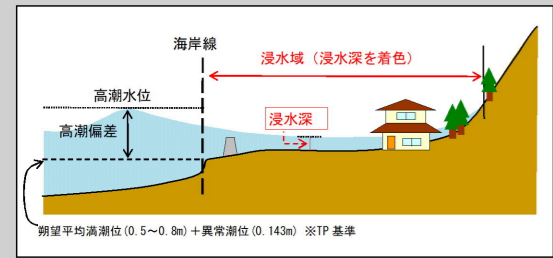 海岸線
浸水域（浸水深を着色）
高潮水位
高潮偏差
浸水深
朔望平均満潮位(0.5～0.8m)＋異常潮位(0.143m) ※TP 基準